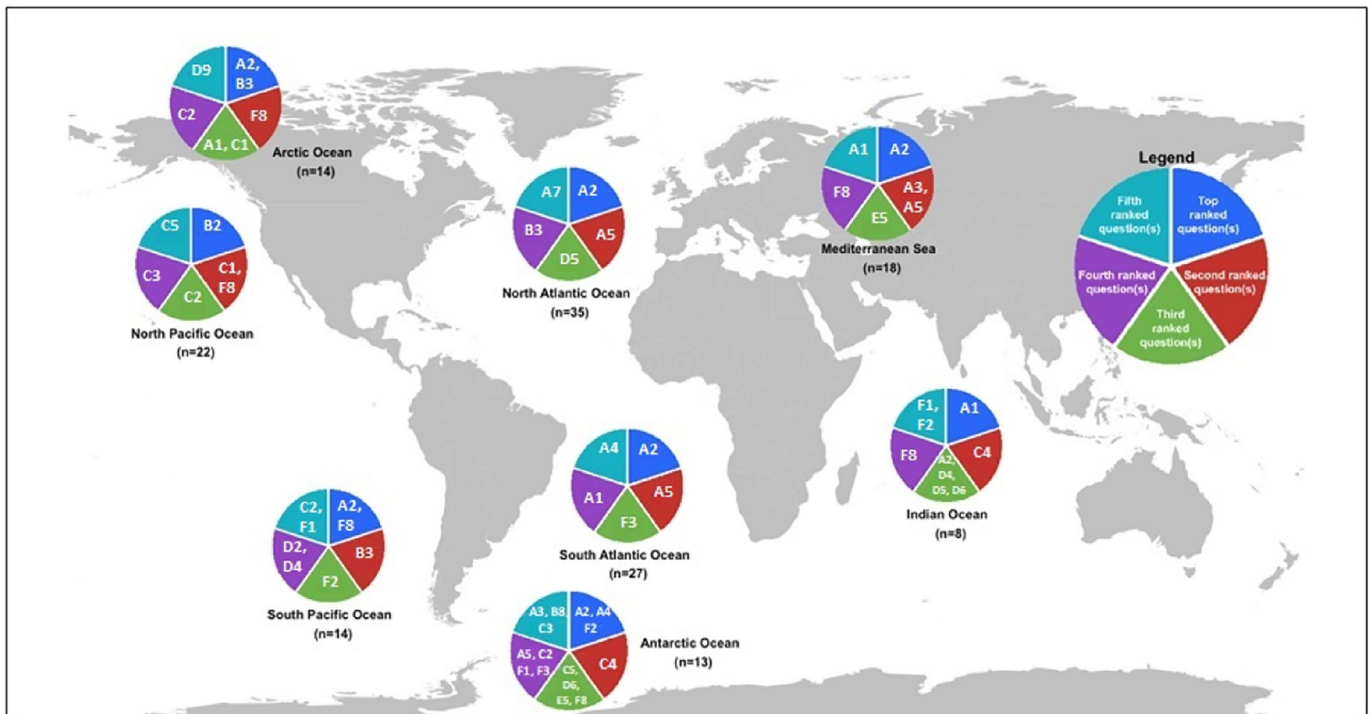 D9
A2,
B3
F8
A1, C1
C2
Arctic Ocean
(n=14)
C5
B2
C1,
F8
C2
C3
North Pacific Ocean
(n=22)
A7
A2
A5
D5
B3
North Atlantic Ocean
(n=35)
A1
A2
A3,
A5
E5
F8
Mediterranean Sea
(n=18)
Legend
Fifth
ranked
question(s)
Top
ranked
question(s)
Fourth ranked
question(s)
Second ranked
question(s)
Third
ranked
question(s)
F1,
F2
A1
C4
A2,
D4,
D5, D6
F8
Indian Ocean
(n=8)
A4
A2
A5
F3
A1
South Atlantic Ocean
(n=27)
C2,
F1
A2,
F8
B3
F2
D2,
D4
South Pacific Ocean
(n=14)
A3, B8,
C3
A2, A4
F2
C4
C5,
D6,
E5, F8
A5, C2
F1, F3
Antarctic Ocean
(n=13)